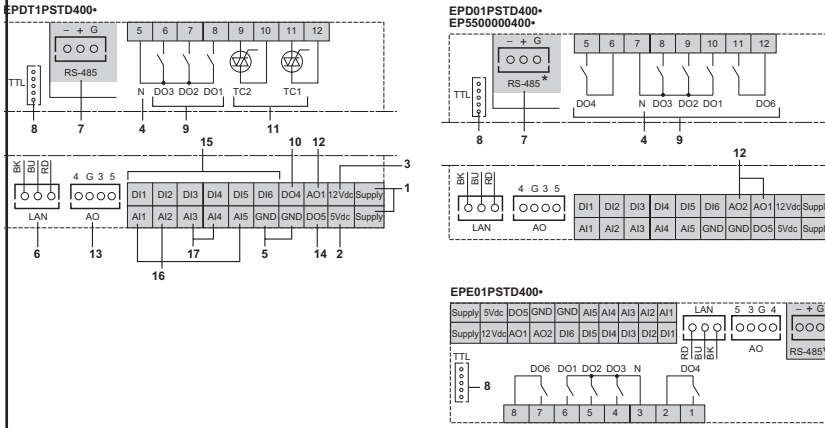 EPDT1PSTD400•
– + G
RS-485
TTL
5 6 7 8 9 10 11 12
N DO3 DO2 DO1 TC2 TC1
8 7 4 9 11
15 10 12
3
1
BK BU RD
LAN
4 G 3 5
AO
DI1 DI2 DI3 DI4 DI5 DI6 DO4 AO1 12Vdc Supply
AI1 AI2 AI3 AI4 AI5 GND GND DO5 5Vdc Supply
6 13 17 5 14 2
16
EPD01PSTD400•
EP5500000400•
– + G
RS-485*
TTL
5 6 7 8 9 10 11 12
DO4 N DO3 DO2 DO1 DO6
8 7 4 9
12
BK BU RD
LAN
4 G 3 5
AO
DI1 DI2 DI3 DI4 DI5 DI6 AO2 AO1 12Vdc
AI1 AI2 AI3 AI4 AI5 GND GND DO5 5Vdc
EPE01PSTD400•
Supply 5Vdc DO5 GND GND AI5 AI4 AI3 AI2 AI1
Supply 12Vdc AO1 AO2 DI6 DI5 DI4 DI3 DI2 DI1
LAN
RD BU BK
5 3 G 4
AO
– + G
RS-485*
TTL
8
DO6 DO1 DO2 DO3 N DO4
8 7 6 5 4 3 2 1